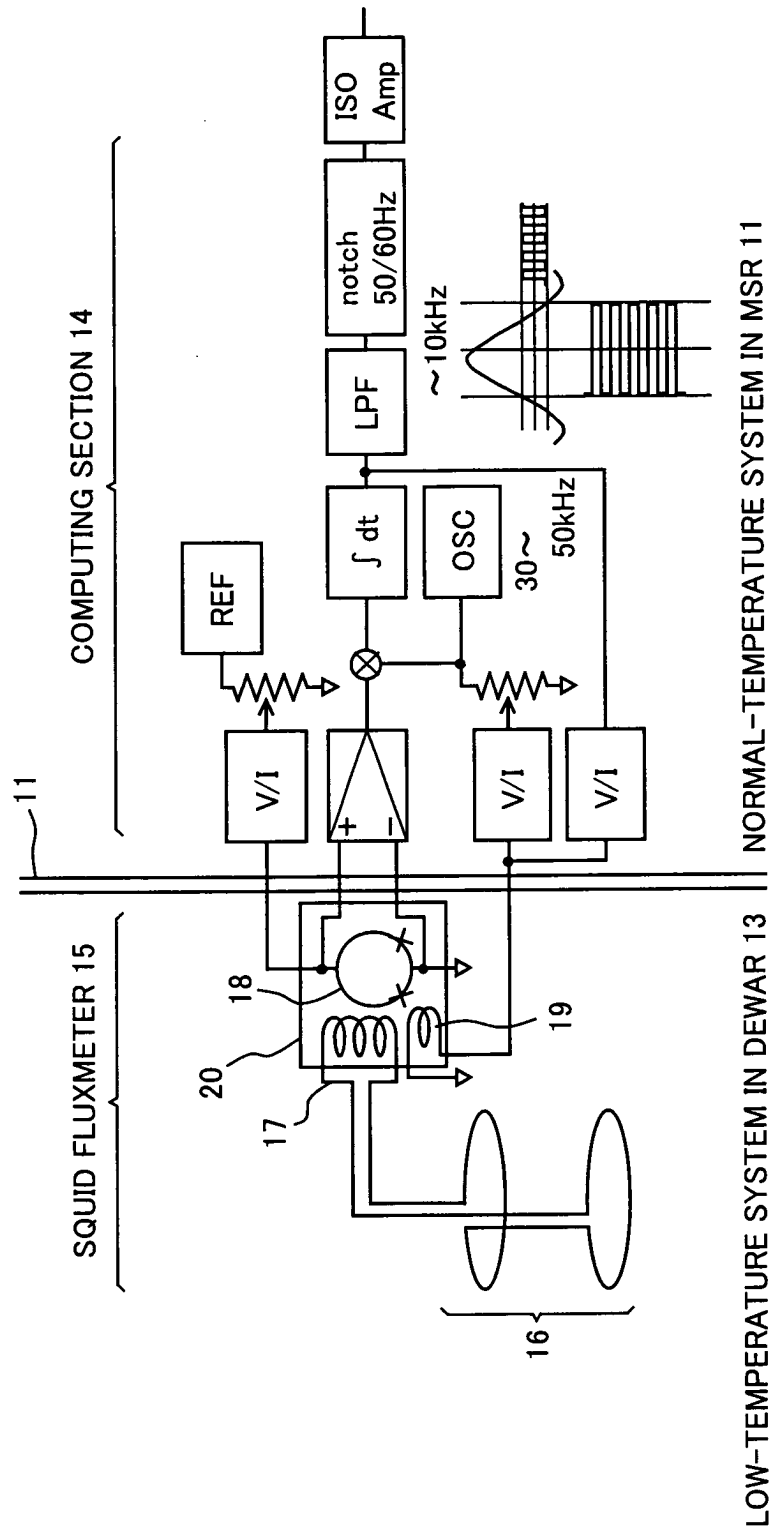 SQUID FLUXMETER 15
11
COMPUTING SECTION 14
20
17
18
19
16
+
−
V/I
REF
V/I
V/I
∫ dt
OSC
30～
50kHz
LPF
～10kHz
notch
50/60Hz
ISO
Amp
LOW-TEMPERATURE SYSTEM IN DEWAR 13
NORMAL-TEMPERATURE SYSTEM IN MSR 11